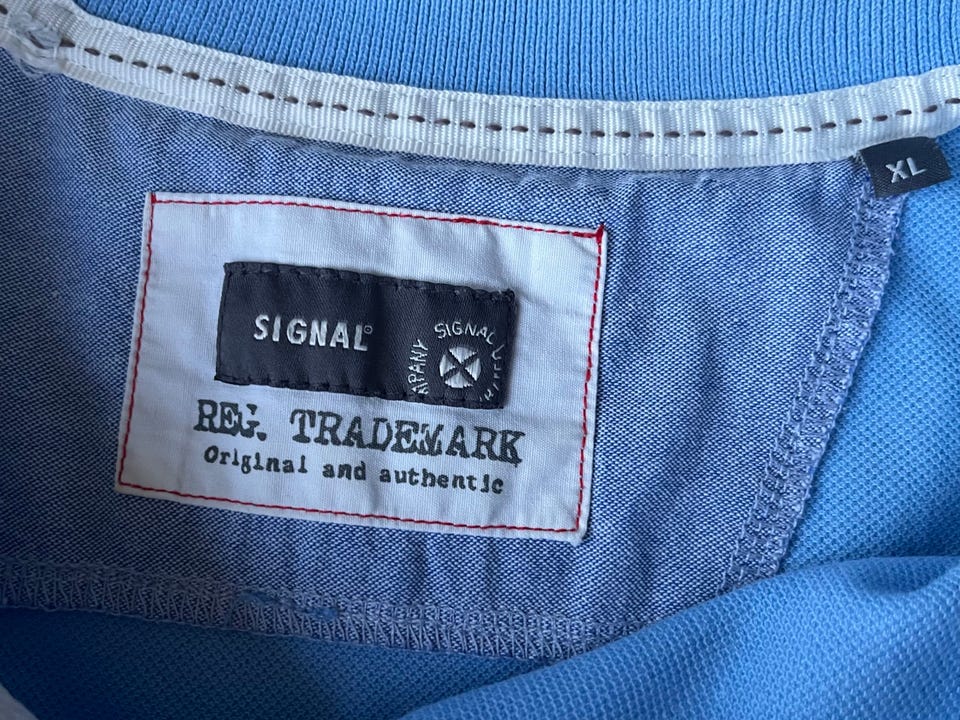 XL
SIGNAL®
SIGNAL
REG. TRADEMARK
Original and authentic